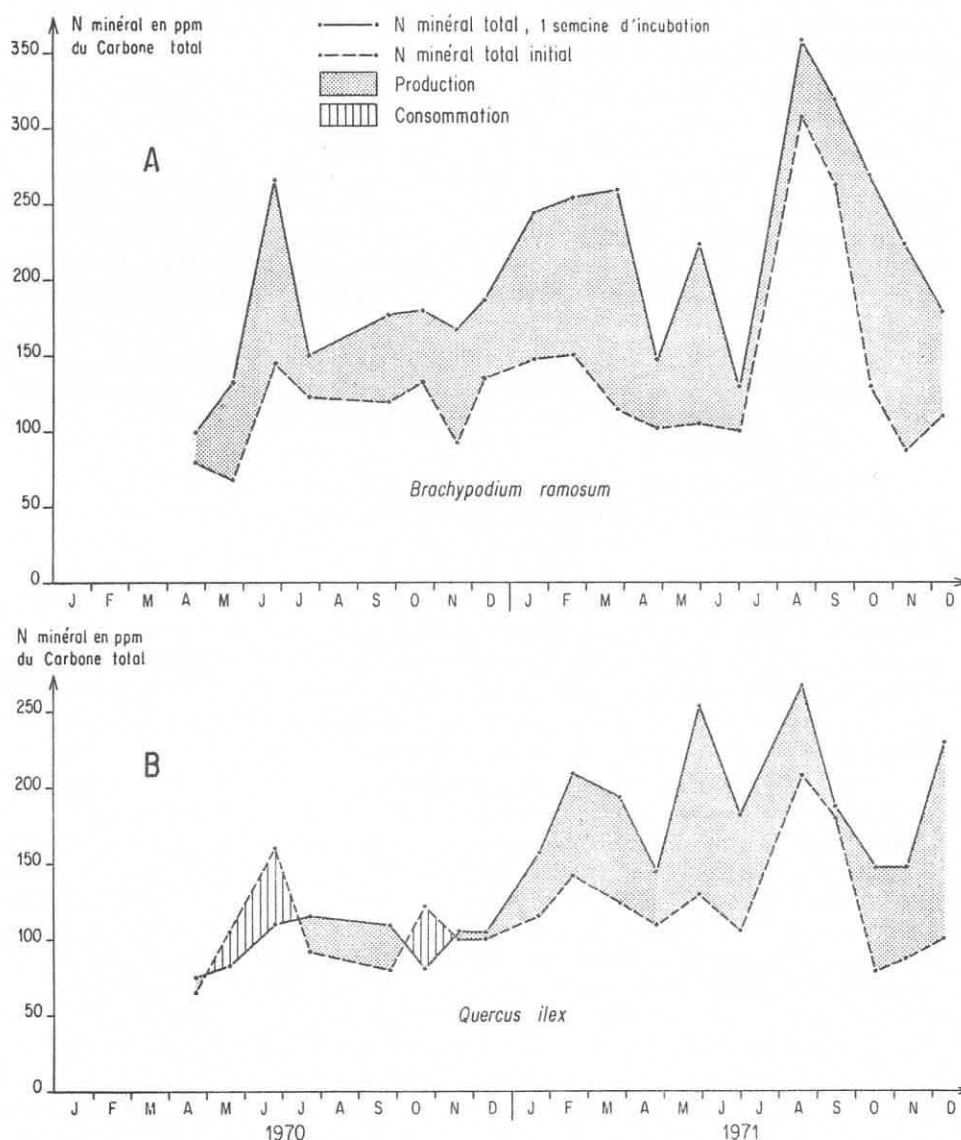 N minéral en ppm
du Carbone total
N minéral total, 1 semaine d'incubation
N minéral total initial
Production
Consommation
A
350
300
250
200
150
100
50
0
Brachypodium ramosum
J F M A M J J A S O N D J F M A M J J A S O N D
N minéral en ppm
du Carbone total
B
250
200
150
100
50
0
Quercus ilex
J F M A M J J A S O N D J F M A M J J A S O N D
1970 1971